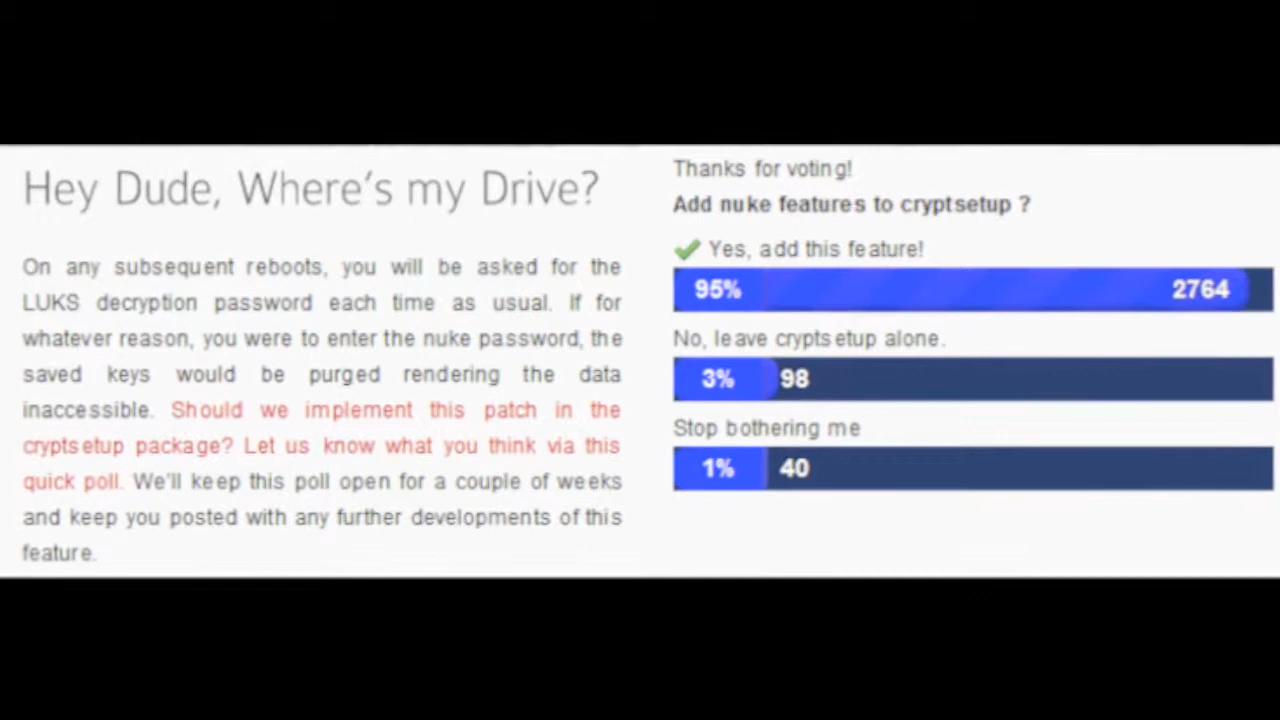 Hey Dude, Where's my Drive?
On any subsequent reboots, you will be asked for the
LUKS decryption password each time as usual. If for
whatever reason, you were to enter the nuke password, the
saved keys would be purged rendering the data
inaccessible. Should we implement this patch in the
cryptsetup package? Let us know what you think via this
quick poll. We'll keep this poll open for a couple of weeks
and keep you posted with any further developments of this
feature.
Thanks for voting!
Add nuke features to cryptsetup ?
Yes, add this feature!
95% 2764
No, leave cryptsetup alone.
3% 98
Stop bothering me
1% 40